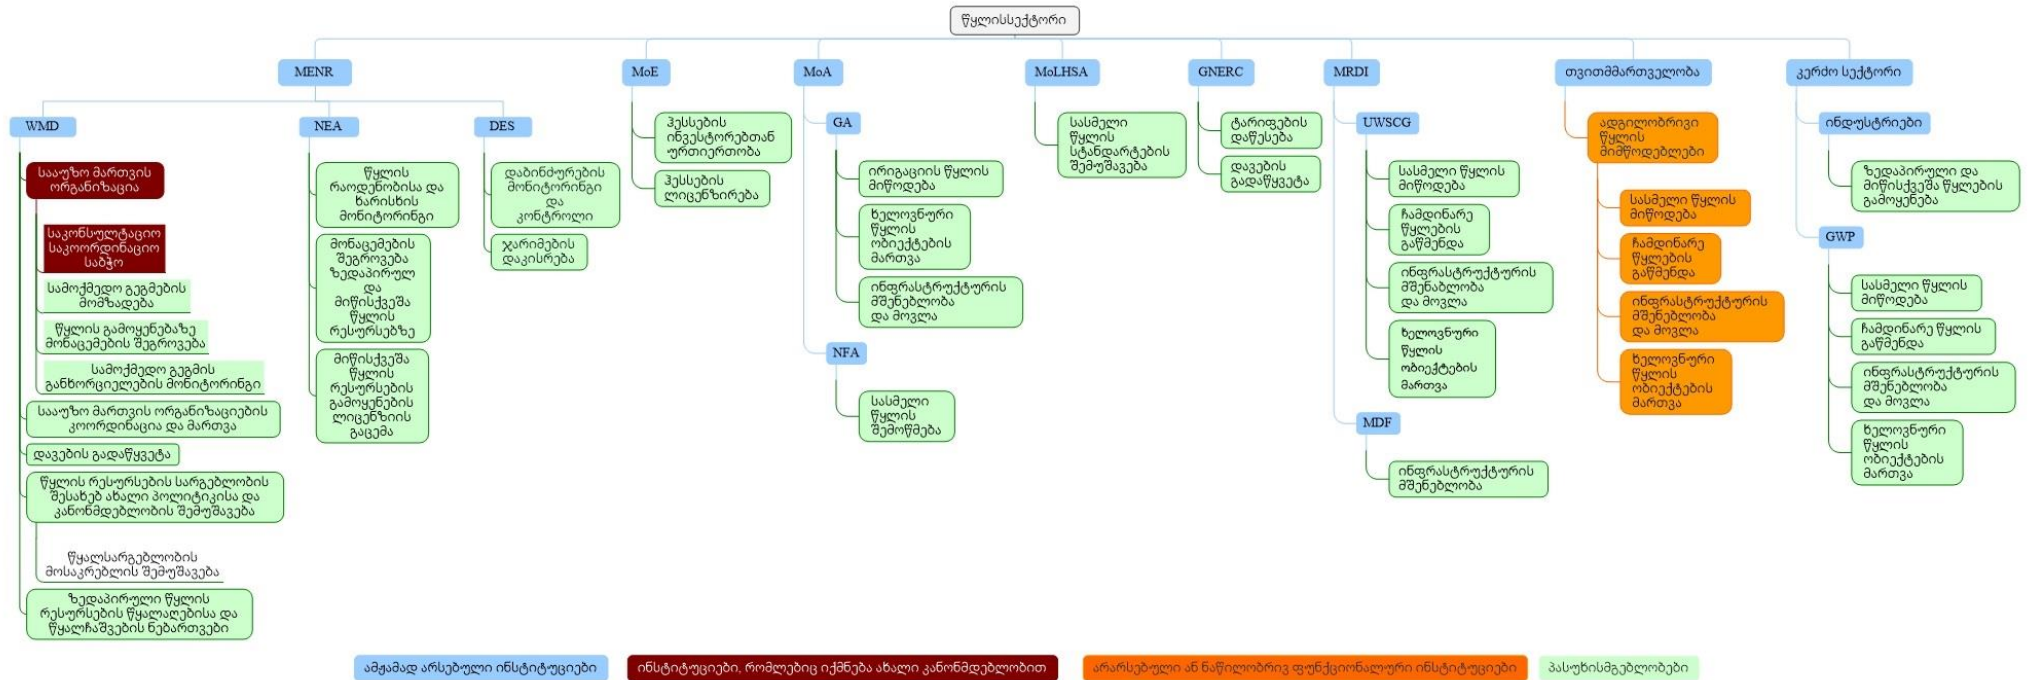 წყლისსექტორი
MENR
MoE
MoA
MoLHSA
GNERC
MRDI
თვითმმართველობა
კერძო სექტორი
WMD
NEA
DES
სააუზო მართვის
ორგანიზაცია
საკონსულტაციო
საკოორდინაციო
საბჭო
სამოქმედო გეგმების
მომზადება
წყლის გამოყენებაზე
მონაცემების შეგროვება
სამოქმედო გეგმის
განხორციელების მონიტორინგი
სააუზო მართვის ორგანიზაციების
კოორდინაცია და მართვა
დავების გადაწყვეტა
წყლის რესურსების სარგებლობის
შესახებ ახალი პოლიტიკისა და
კანონმდებლობის შემუშავება
წყალსარგებლობის
მოსაკრებლის შემუშავება
ზედაპირული წყლის
რესურსების წყალაღებისა და
წყალჩაშვების ნებართვები
წყლის
რაოდენობისა და
ხარისხის
მონიტორინგი
მონაცემების
შეგროვება
ზედაპირულ
და
მიწისქვეშა
წყლის
რესურსებზე
მიწისქვეშა
წყლის
რესურსების
გამოყენების
ლიცენზიის
გაცემა
დაბინძურების
მონიტორინგი
და
კონტროლი
ჯარიმების
დაკისრება
ჰესსების
ინვესტორებთან
ურთიერთობა
ჰესსების
ლიცენზირება
GA
ირიგაციის წყლის
მიწოდება
ხელოვნური
წყლის
ობიექტების
მართვა
ინფრასტრუქტურის
მშენებლობა
და მოვლა
NFA
სასმელი
წყლის
შემოწმება
სასმელი
წყლის
სტანდარტების
შემუშავება
ტარიფების
დაწესება
დავების
გადაწყვეტა
UWSCG
სასმელი წყლის
მიწოდება
ჩამდინარე
წყლების
გაწმენდა
ინფრასტრუქტურის
მშენაბლობა
და მოვლა
ხელოვნური
წყლის
ობიექტების
მართვა
MDF
ინფრასტრუქტურის
მშენებლობა
ადგილობრივი
წყლის
მიმწოდებლები
სასმელი წყლის
მიწოდება
ჩამდინარე
წყლების
გაწმენდა
ინფრასტრუქტურის
მშენებლობა
და მოვლა
ხელოვნური
წყლის
ობიექტების
მართვა
ინდუსტრიები
ზედაპირული და
მიწისქვეშა წყლების
გამოყენება
GWP
სასმელი წყლის
მიწოდება
ჩამდინარე წყლის
გაწმენდა
ინფრასტრუქტურის
მშენებლობა
და მოვლა
ხელოვნური
წყლის
ობიექტების
მართვა
ამჟამად არსებული ინსტიტუციები
ინსტიტუციები, რომლებიც იქმნება ახალი კანონმდებლობით
არარსებული ან ნაწილობრივ ფუნქციონალური ინსტიტუციები
პასუხისმგებლობები